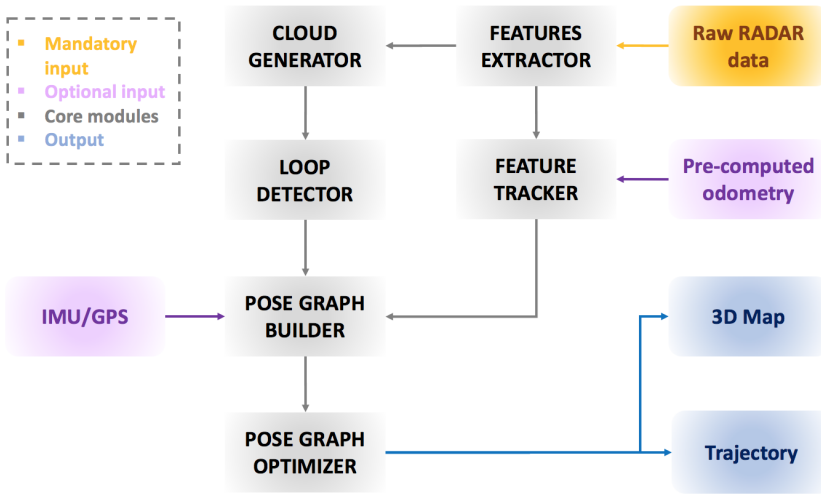 Mandatory
input
Optional input
Core modules
Output
CLOUD
GENERATOR
FEATURES
EXTRACTOR
Raw RADAR
data
LOOP
DETECTOR
FEATURE
TRACKER
Pre-computed
odometry
IMU/GPS
POSE GRAPH
BUILDER
3D Map
POSE GRAPH
OPTIMIZER
Trajectory